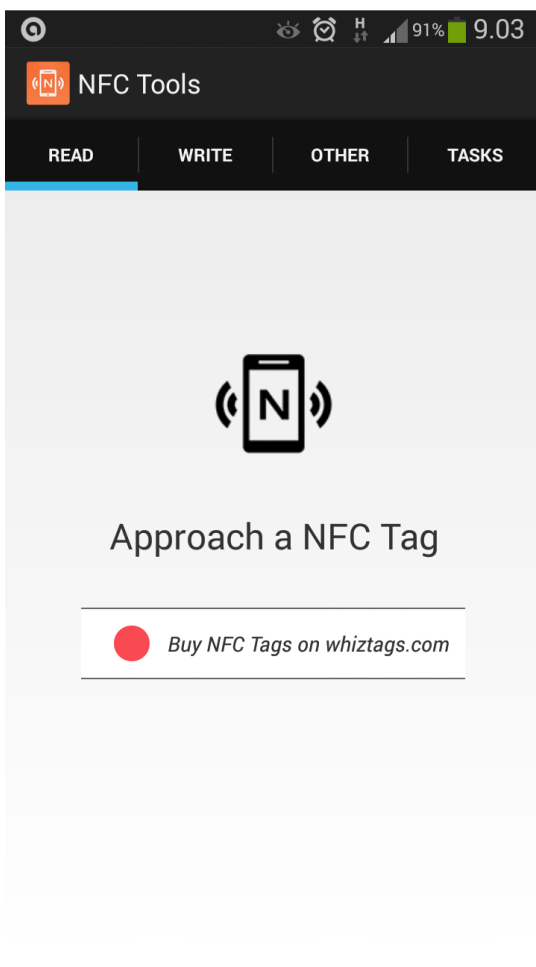 H 91% 9.03
N NFC Tools
READ WRITE OTHER TASKS
N
Approach a NFC Tag
Buy NFC Tags on whiztags.com